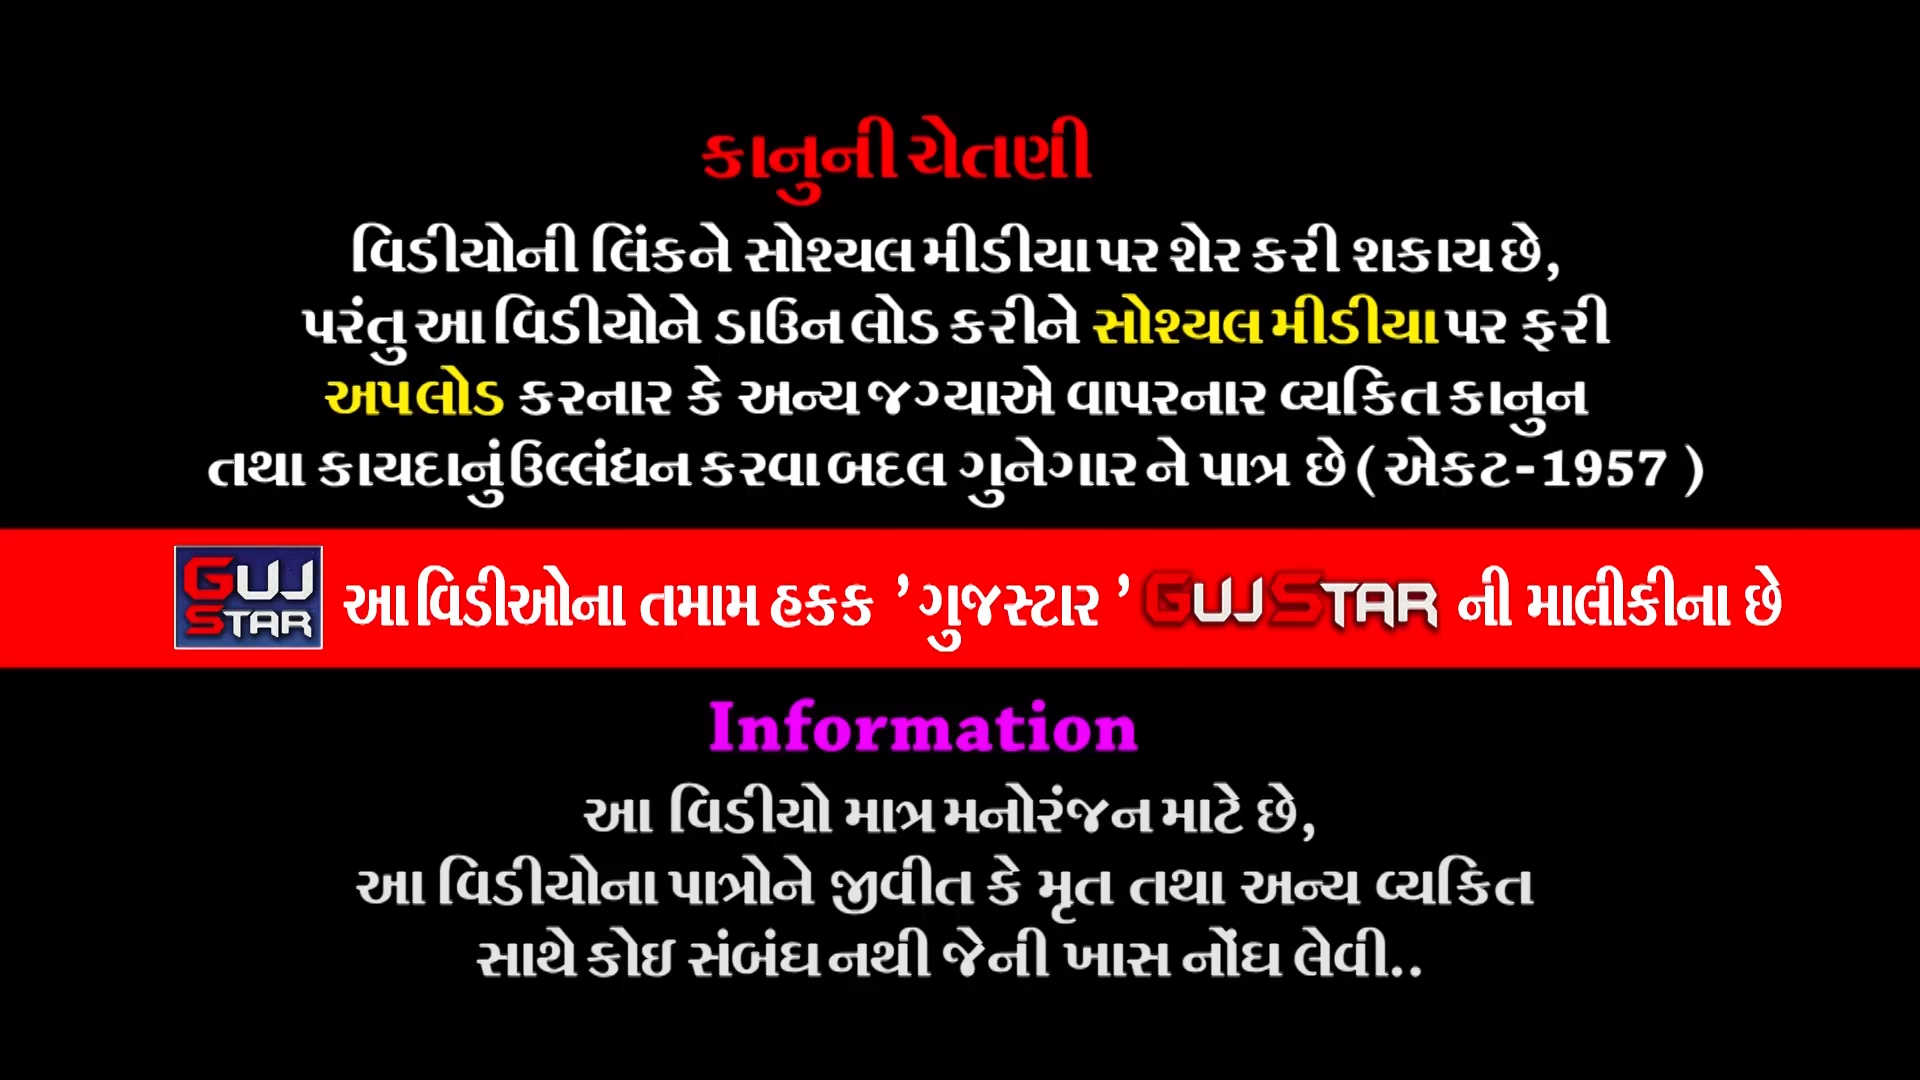 કાનુની ચેતણી
વિડીયોની લિંકને સોશ્યલ મીડીયા પર શેર કરી શકાય છે,
પરંતુ આ વિડીયોને ડાઉન લોડ કરીને સોશ્યલ મીડીયા પર ફરી
અપલોડ કરનાર કે અન્ય જગ્યાએ વાપરનાર વ્યકિત કાનુન
તથા કાયદાનું ઉલ્લંઘન કરવા બદલ ગુનેગાર ને પાત્ર છે ( એકટ-1957 )
GUJ STAR આ વિડીઓના તમામ હકક ' ગુજસ્ટાર ' GUJ STAR ની માલીકીના છે
Information
આ વિડીયો માત્ર મનોરંજન માટે છે,
આ વિડીયોના પાત્રોને જીવીત કે મૃત તથા અન્ય વ્યકિત
સાથે કોઇ સંબંઘ નથી જેની ખાસ નોંઘ લેવી..